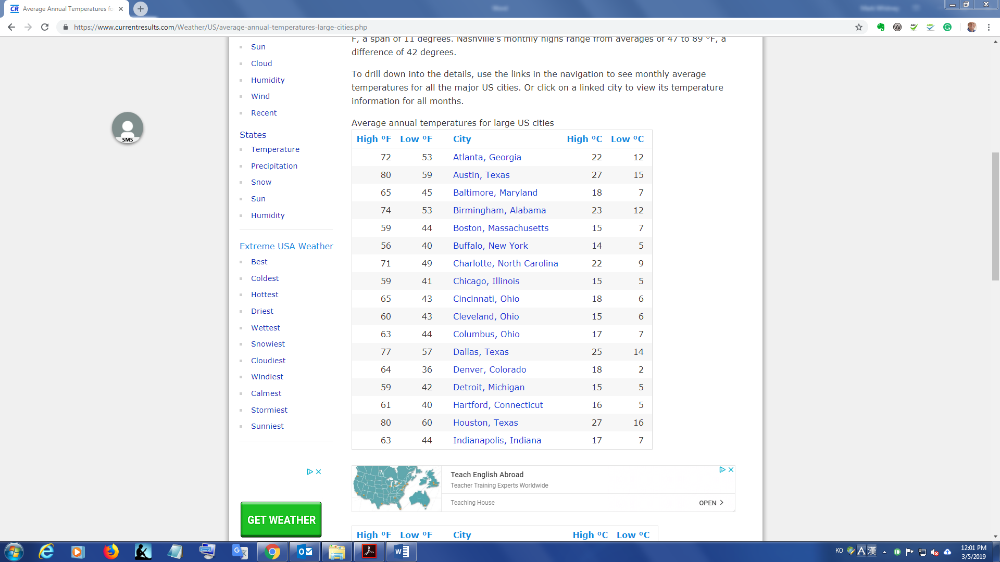 Average Annual Temperatures fo
https://www.currentresults.com/Weather/US/average-annual-temperatures-large-cities.php
Sun
Cloud
Humidity
Wind
Recent
States
Temperature
Precipitation
Snow
Sun
Humidity
Extreme USA Weather
Best
Coldest
Hottest
Driest
Wettest
Snowiest
Cloudiest
Windiest
Calmest
Stormiest
Sunniest
GET WEATHER
SMS
F, a span of 11 degrees. Nashville's monthly highs range from averages of 47 to 89 °F, a
difference of 42 degrees.
To drill down into the details, use the links in the navigation to see monthly average
temperatures for all the major US cities. Or click on a linked city to view its temperature
information for all months.
Average annual temperatures for large US cities
High °F Low °F City High °C Low °C
72 53 Atlanta, Georgia 22 12
80 59 Austin, Texas 27 15
65 45 Baltimore, Maryland 18 7
74 53 Birmingham, Alabama 23 12
59 44 Boston, Massachusetts 15 7
56 40 Buffalo, New York 14 5
71 49 Charlotte, North Carolina 22 9
59 41 Chicago, Illinois 15 5
65 43 Cincinnati, Ohio 18 6
60 43 Cleveland, Ohio 15 6
63 44 Columbus, Ohio 17 7
77 57 Dallas, Texas 25 14
64 36 Denver, Colorado 18 2
59 42 Detroit, Michigan 15 5
61 40 Hartford, Connecticut 16 5
80 60 Houston, Texas 27 16
63 44 Indianapolis, Indiana 17 7
Teach English Abroad
Teacher Training Experts Worldwide
Teaching House
OPEN
High °F Low °F City High °C Low °C
KO A 漢
12:01 PM
3/5/2019